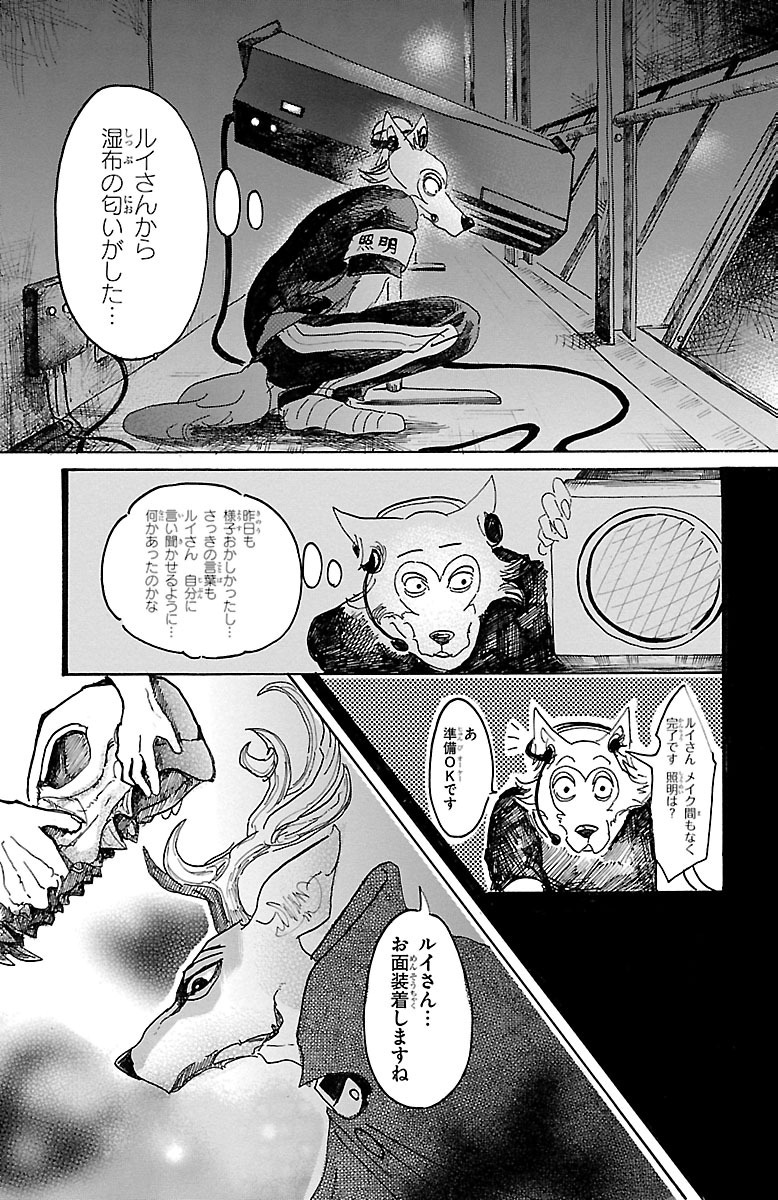 ルイさんから
湿布の匂いがした…
照明
昨日も
様子おかしかったし…
さっきの言葉も
ルイさん 自分に
言い聞かせるように…
何かあったのかな
ルイさん メイク間もなく
完了です 照明は？
あ
準備OKです
ルイさん…
お面装着しますね